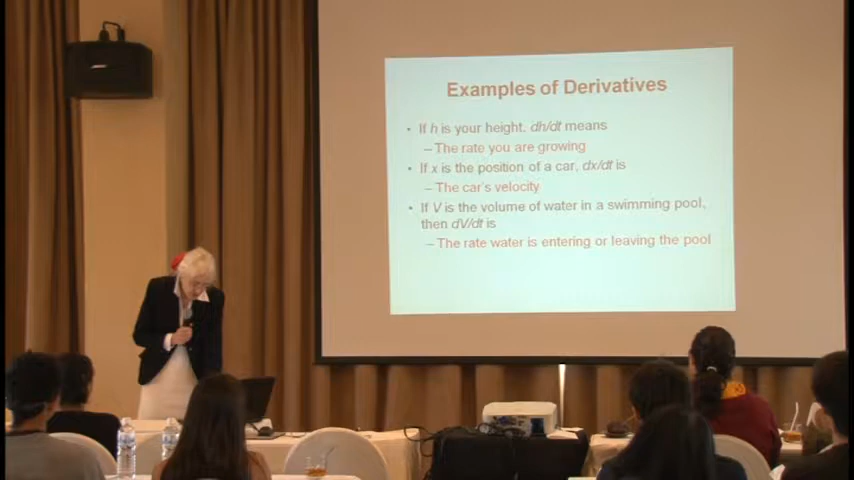 Examples of Derivatives
• If h is your height, dh/dt means
– The rate you are growing
• If x is the position of a car, dx/dt is
– The car's velocity
• If V is the volume of water in a swimming pool,
then dV/dt is
– The rate water is entering or leaving the pool